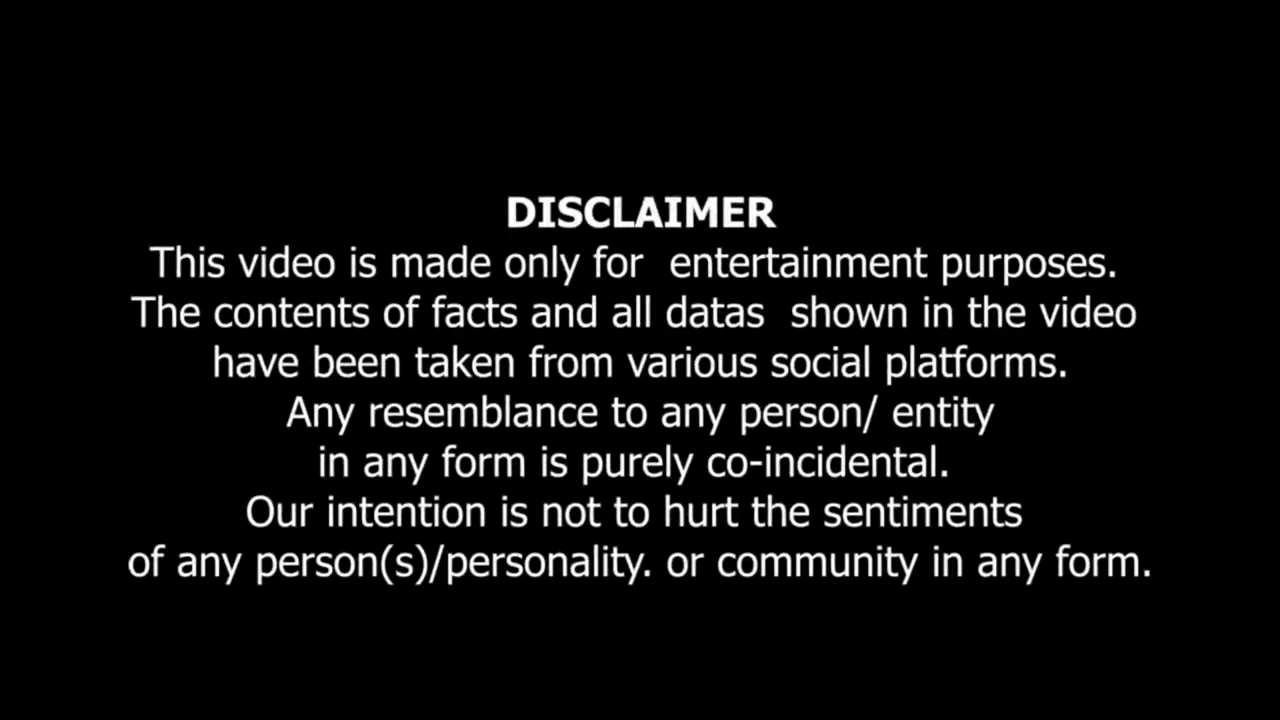 DISCLAIMER
This video is made only for  entertainment purposes.
The contents of facts and all datas  shown in the video
have been taken from various social platforms.
Any resemblance to any person/ entity
in any form is purely co-incidental.
Our intention is not to hurt the sentiments
of any person(s)/personality. or community in any form.